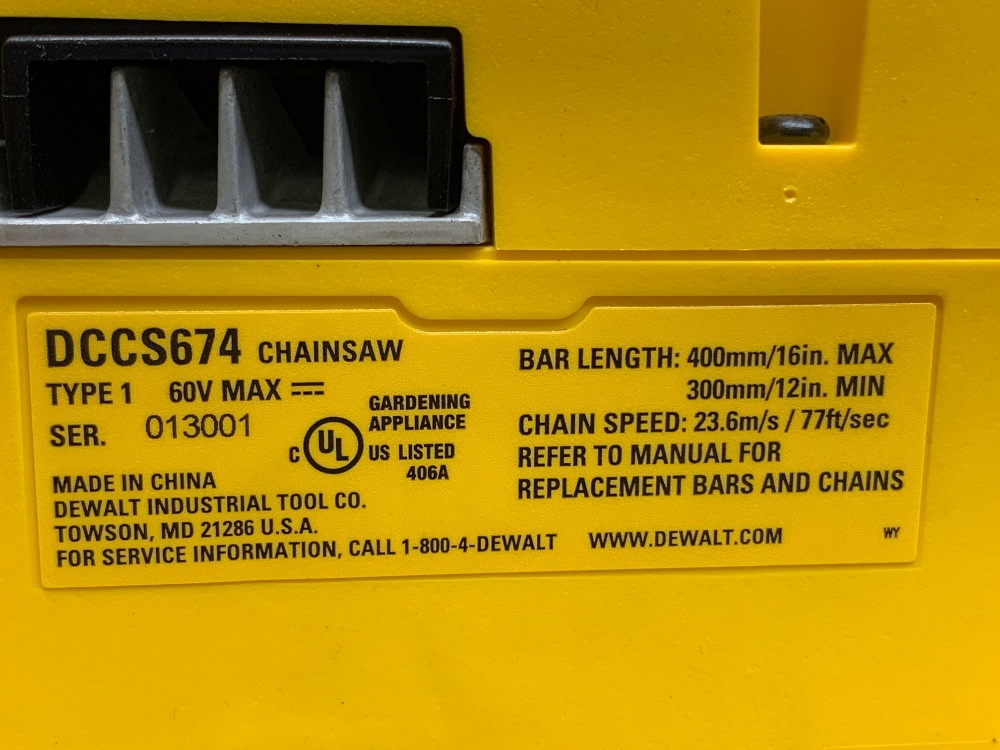 DCCS674 CHAINSAW
TYPE 1 60V MAX ⎓
SER. 013001
C UL US LISTED
GARDENING
APPLIANCE
406A
MADE IN CHINA
DEWALT INDUSTRIAL TOOL CO.
TOWSON, MD 21286 U.S.A.
FOR SERVICE INFORMATION, CALL 1-800-4-DEWALT WWW.DEWALT.COM
BAR LENGTH: 400mm/16in. MAX
300mm/12in. MIN
CHAIN SPEED: 23.6m/s / 77ft/sec
REFER TO MANUAL FOR
REPLACEMENT BARS AND CHAINS
WY